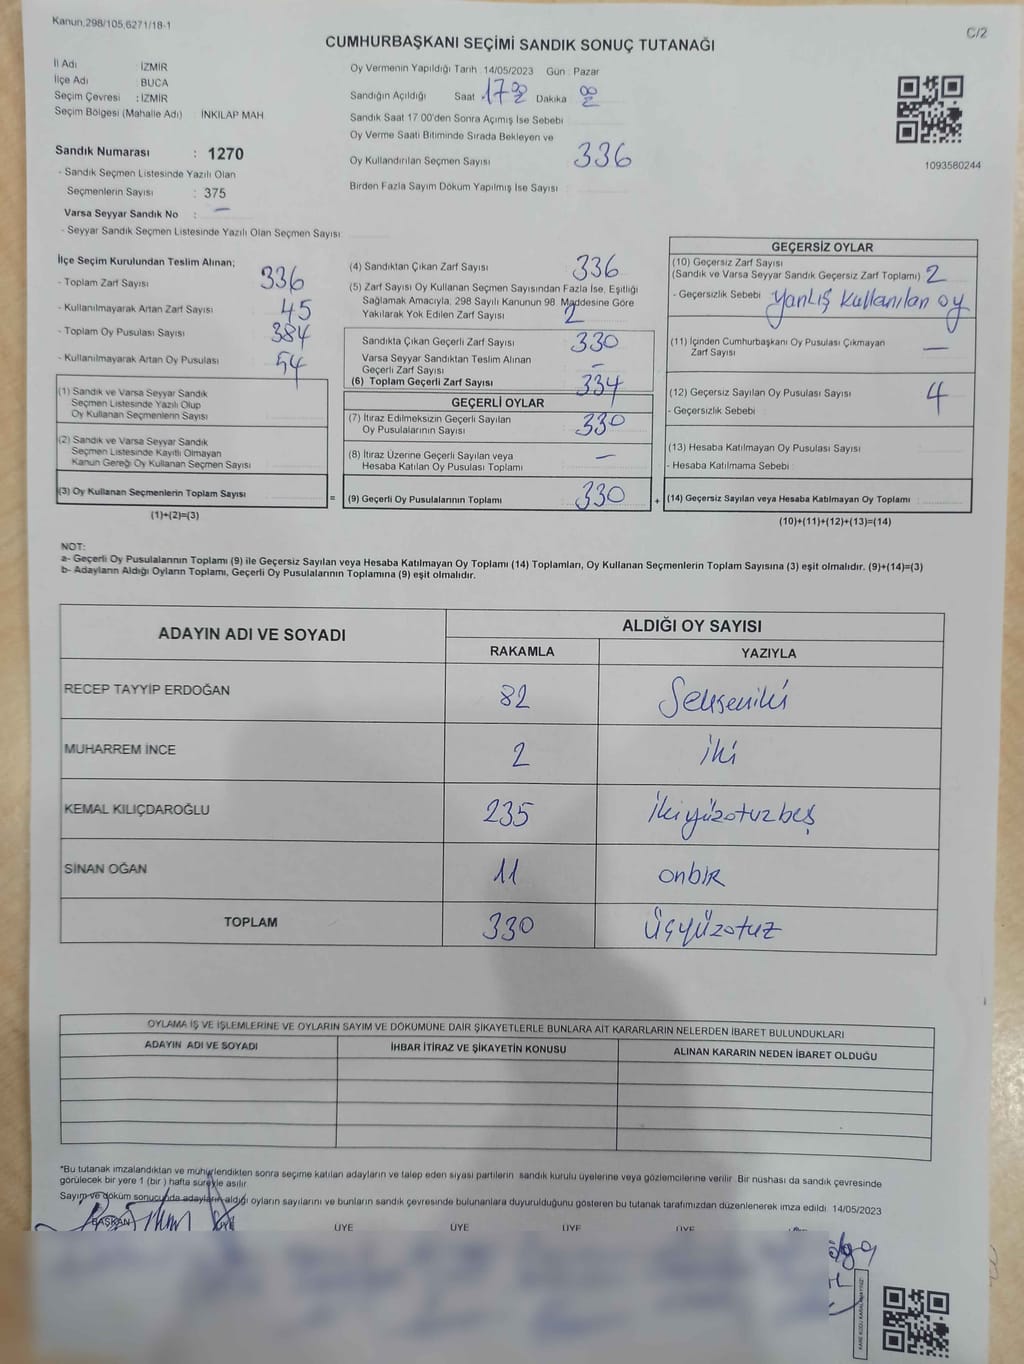 Kanun,298/105,6271/18-1
C/2
CUMHURBAŞKANI SEÇİMİ SANDIK SONUÇ TUTANAĞI
İl Adı : İZMİR
İlçe Adı : BUCA
Seçim Çevresi : İZMİR
Seçim Bölgesi (Mahalle Adı) İNKILAP MAH
Sandık Numarası : 1270
- Sandık Seçmen Listesinde Yazılı Olan
Seçmenlerin Sayısı : 375
Varsa Seyyar Sandık No : –
- Seyyar Sandık Seçmen Listesinde Yazılı Olan Seçmen Sayısı
Oy Vermenin Yapıldığı Tarih 14/05/2023 Gün : Pazar
Sandığın Açıldığı Saat 17 00 Dakika 00
Sandık Saat 17 00'den Sonra Açımış İse Sebebi
Oy Verme Saati Bitiminde Sırada Bekleyen ve
Oy Kullandırılan Seçmen Sayısı 336
Birden Fazla Sayım Döküm Yapılmış İse Sayısı
1093580244
İlçe Seçim Kurulundan Teslim Alınan;
- Toplam Zarf Sayısı 336
- Kullanılmayarak Artan Zarf Sayısı 45
- Toplam Oy Pusulası Sayısı 384
- Kullanılmayarak Artan Oy Pusulası 54
(1) Sandık ve Varsa Seyyar Sandık
Seçmen Listesinde Yazılı Olup
Oy Kullanan Seçmenlerin Sayısı
(2) Sandık ve Varsa Seyyar Sandık
Seçmen Listesinde Kayıtlı Olmayan
Kanun Gereği Oy Kullanan Seçmen Sayısı
(3) Oy Kullanan Seçmenlerin Toplam Sayısı
(1)+(2)=(3)
=
(4) Sandıktan Çıkan Zarf Sayısı 336
(5) Zarf Sayısı Oy Kullanan Seçmen Sayısından Fazla İse, Eşitliği
Sağlamak Amacıyla, 298 Sayılı Kanunun 98. Maddesine Göre
Yakılarak Yok Edilen Zarf Sayısı 2
Sandıkta Çıkan Geçerli Zarf Sayısı 330
Varsa Seyyar Sandıktan Teslim Alınan
Geçerli Zarf Sayısı –
(6) Toplam Geçerli Zarf Sayısı 334
GEÇERLİ OYLAR
(7) İtiraz Edilmeksizin Geçerli Sayılan
Oy Pusulalarının Sayısı 330
(8) İtiraz Üzerine Geçerli Sayılan veya
Hesaba Katılan Oy Pusulası Toplamı –
(9) Geçerli Oy Pusulalarının Toplamı 330
+
GEÇERSİZ OYLAR
(10) Geçersiz Zarf Sayısı
(Sandık ve Varsa Seyyar Sandık Geçersiz Zarf Toplamı) 2
- Geçersizlik Sebebi Yanlış kullanılan oy
(11) İçinden Cumhurbaşkanı Oy Pusulası Çıkmayan
Zarf Sayısı –
(12) Geçersiz Sayılan Oy Pusulası Sayısı 4
- Geçersizlik Sebebi
(13) Hesaba Katılmayan Oy Pusulası Sayısı
- Hesaba Katılmama Sebebi
(14) Geçersiz Sayılan veya Hesaba Katılmayan Oy Toplamı
(10)+(11)+(12)+(13)=(14)
NOT:
a- Geçerli Oy Pusulalarının Toplamı (9) ile Geçersiz Sayılan veya Hesaba Katılmayan Oy Toplamı (14) Toplamları, Oy Kullanan Seçmenlerin Toplam Sayısına (3) eşit olmalıdır. (9)+(14)=(3)
b- Adayların Aldığı Oyların Toplamı, Geçerli Oy Pusulalarının Toplamına (9) eşit olmalıdır.
ADAYIN ADI VE SOYADI
ALDIĞI OY SAYISI
RAKAMLA YAZIYLA
RECEP TAYYİP ERDOĞAN 82 Seksen iki
MUHARREM İNCE 2 iki
KEMAL KILIÇDAROĞLU 235 İkiyüzotuzbeş
SİNAN OĞAN 11 onbir
TOPLAM 330 Üçyüzotuz
OYLAMA İŞ VE İŞLEMLERİNE VE OYLARIN SAYIM VE DÖKÜMÜNE DAİR ŞİKAYETLERLE BUNLARA AİT KARARLARIN NELERDEN İBARET BULUNDUKLARI
ADAYIN ADI VE SOYADI İHBAR İTİRAZ VE ŞİKAYETİN KONUSU ALINAN KARARIN NEDEN İBARET OLDUĞU
*Bu tutanak imzalandıktan ve mühürlendikten sonra seçime katılan adayların ve talep eden siyasi partilerin sandık kurulu üyelerine veya gözlemcilerine verilir Bir nüshası da sandık çevresinde
görülecek bir yere 1 (bir ) hafta süreyle asılır
Sayım ve döküm sonucunda adayların aldığı oyların sayılarını ve bunların sandık çevresinde bulunanlara duyurulduğunu gösteren bu tutanak tarafımızdan düzenlenerek imza edildi 14/05/2023
BAŞKAN ÜYE ÜYE ÜYE ÜYE